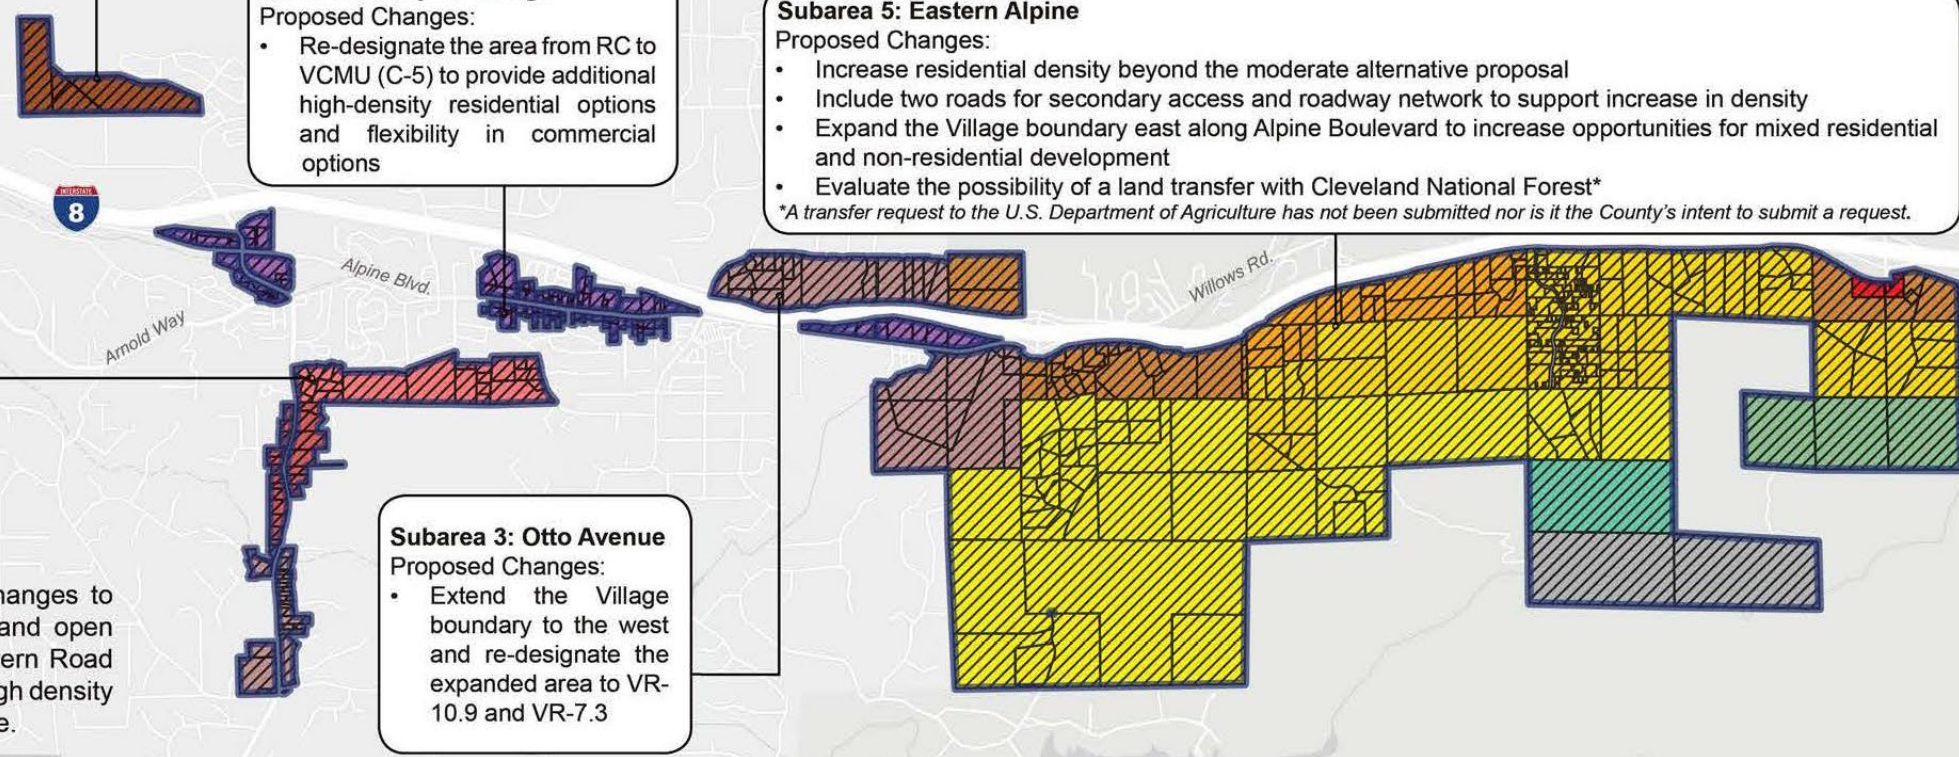 Proposed Changes:
• Re-designate the area from RC to
VCMU (C-5) to provide additional
high-density residential options
and flexibility in commercial
options
Subarea 5: Eastern Alpine
Proposed Changes:
• Increase residential density beyond the moderate alternative proposal
• Include two roads for secondary access and roadway network to support increase in density
• Expand the Village boundary east along Alpine Boulevard to increase opportunities for mixed residential
and non-residential development
• Evaluate the possibility of a land transfer with Cleveland National Forest*
*A transfer request to the U.S. Department of Agriculture has not been submitted nor is it the County's intent to submit a request.
INTERSTATE
8
Alpine Blvd.
Willows Rd.
Arnold Way
Subarea 3: Otto Avenue
Proposed Changes:
• Extend the Village
boundary to the west
and re-designate the
expanded area to VR-
10.9 and VR-7.3
hanges to
and open
ern Road
gh density
e.